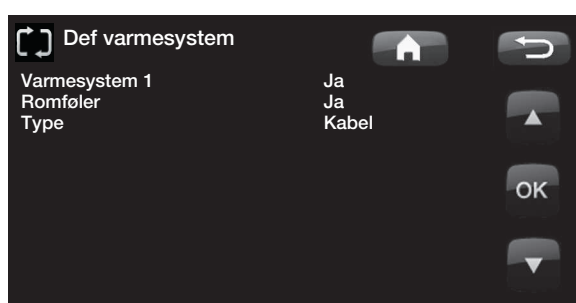 Def varmesystem
Varmesystem 1 Ja
Romføler Ja
Type Kabel
OK